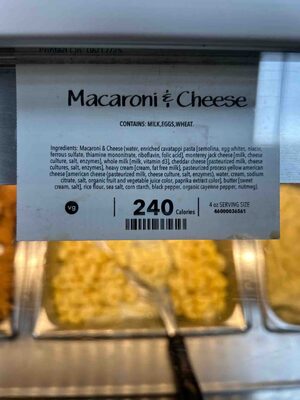 Macaroni & Cheese
CONTAINS: MILK,EGGS,WHEAT.
Ingredients: Macaroni & Cheese [water, enriched cavatappi pasta [semolina, egg whites, niacin,
ferrous sulfate, thiamine mononitrate, riboflavin, folic acid], monterey jack cheese [milk, cheese
culture, salt, enzymes], whole milk [milk, vitamin d3], cheddar cheese [pasteurized milk, cheese
cultures, salt, enzymes], heavy cream [cream, fat free milk], pasteurized process yellow american
cheese [american cheese (pasteurized milk, cheese culture, salt, enzymes), water, cream, sodium
citrate, salt, organic fruit and vegetable juice color, paprika extract color], butter [sweet
cream, salt], rice flour, sea salt, corn starch, black pepper, organic cayenne pepper, nutmeg].
vg
240 Calories
4 oz SERVING SIZE
46000036561